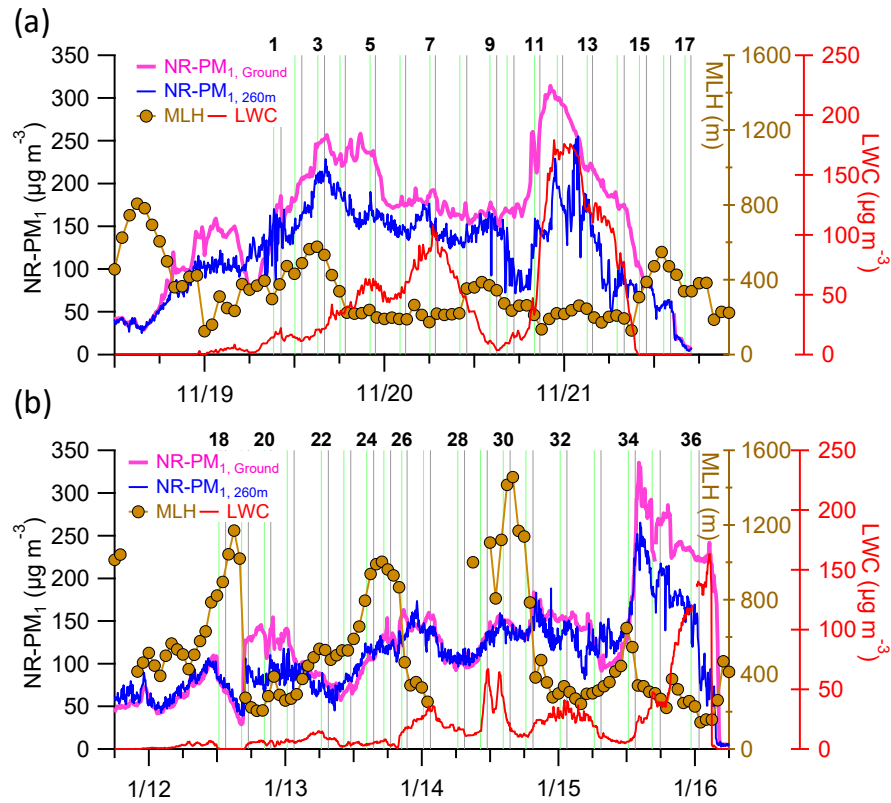 (a)
1 3 5 7 9 11 13 15 17
350 300 250 200 150 100 50 0
NR-PM1 (µg m-3)
NR-PM1, Ground
NR-PM1, 260m
MLH LWC
1600 1200 800 400 0
MLH (m)
250 200 150 100 50 0
LWC (µg m-3)
11/19 11/20 11/21
(b)
18 20 22 24 26 28 30 32 34 36
350 300 250 200 150 100 50 0
NR-PM1 (µg m-3)
NR-PM1, Ground
NR-PM1, 260m
MLH LWC
1600 1200 800 400 0
MLH (m)
250 200 150 100 50 0
LWC (µg m-3)
1/12 1/13 1/14 1/15 1/16